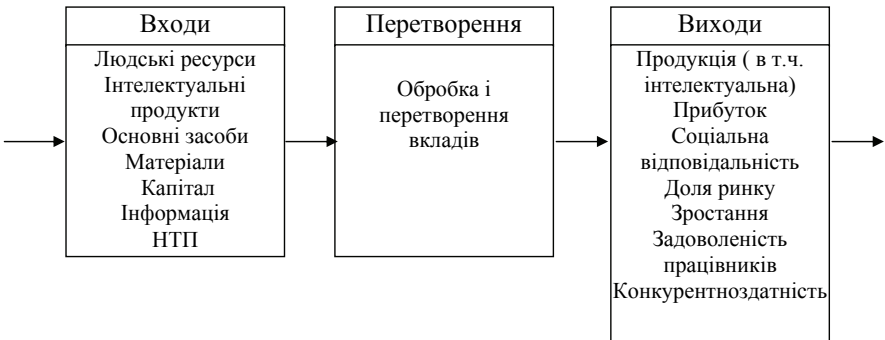 Входи
Людські ресурси
Інтелектуальні
продукти
Основні засоби
Матеріали
Капітал
Інформація
НТП
Перетворення
Обробка і
перетворення
вкладів
Виходи
Продукція ( в т.ч.
інтелектуальна)
Прибуток
Соціальна
відповідальність
Доля ринку
Зростання
Задоволеність
працівників
Конкурентноздатність